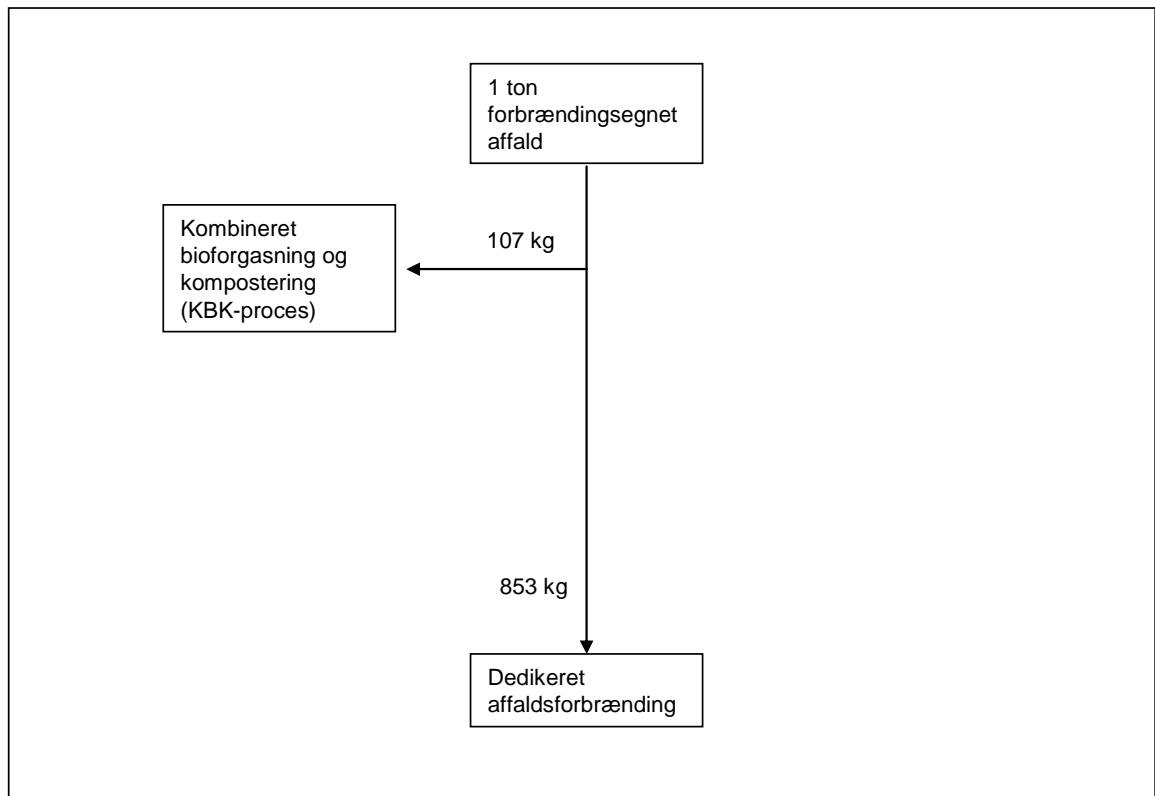 1 ton
forbrændingsegnet
affald
Kombineret
bioforgasning og
kompostering
(KBK-proces)
107 kg
853 kg
Dedikeret
affaldsforbrænding